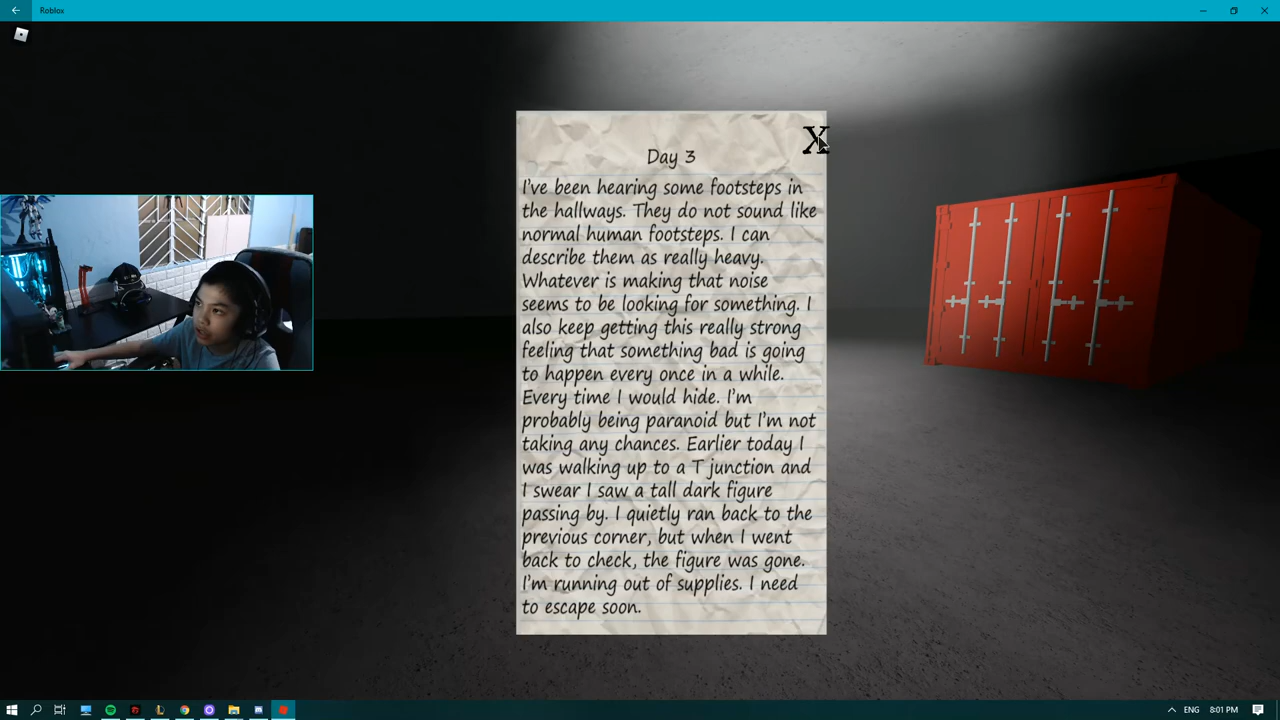 Roblox
X
Day 3
I've been hearing some footsteps in
the hallways. They do not sound like
normal human footsteps. I can
describe them as really heavy.
Whatever is making that noise
seems to be looking for something. I
also keep getting this really strong
feeling that something bad is going
to happen every once in a while.
Every time I would hide. I'm
probably being paranoid but I'm not
taking any chances. Earlier today I
was walking up to a T junction and
I swear I saw a tall dark figure
passing by. I quietly ran back to the
previous corner, but when I went
back to check, the figure was gone.
I'm running out of supplies. I need
to escape soon.
ENG
8:01 PM